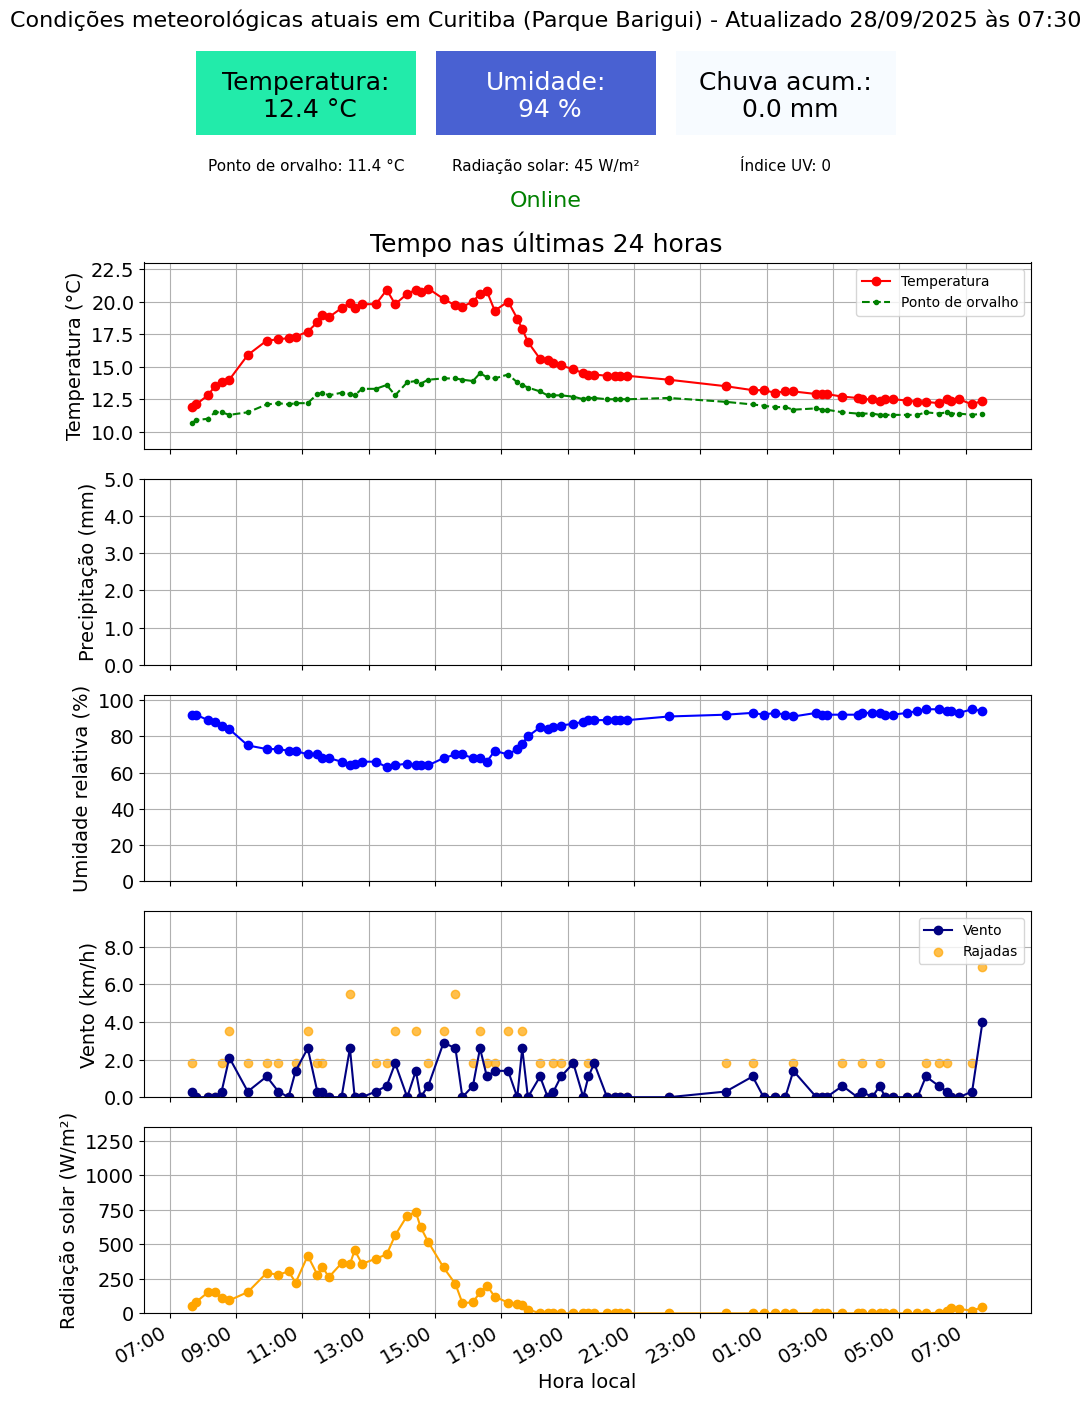 Condições meteorológicas atuais em Curitiba (Parque Barigui) - Atualizado 28/09/2025 às 07:30
Temperatura:
12.4 °C
Umidade:
94 %
Chuva acum.:
0.0 mm
Ponto de orvalho: 11.4 °C
Radiação solar: 45 W/m²
Índice UV: 0
Online
Tempo nas últimas 24 horas
Temperatura (°C)
22.5
20.0
17.5
15.0
12.5
10.0
Temperatura
Ponto de orvalho
Precipitação (mm)
5.0
4.0
3.0
2.0
1.0
0.0
Umidade relativa (%)
100
80
60
40
20
0
Vento (km/h)
8.0
6.0
4.0
2.0
0.0
Vento
Rajadas
Radiação solar (W/m²)
1250
1000
750
500
250
0
07:00
09:00
11:00
13:00
15:00
17:00
19:00
21:00
23:00
01:00
03:00
05:00
07:00
Hora local